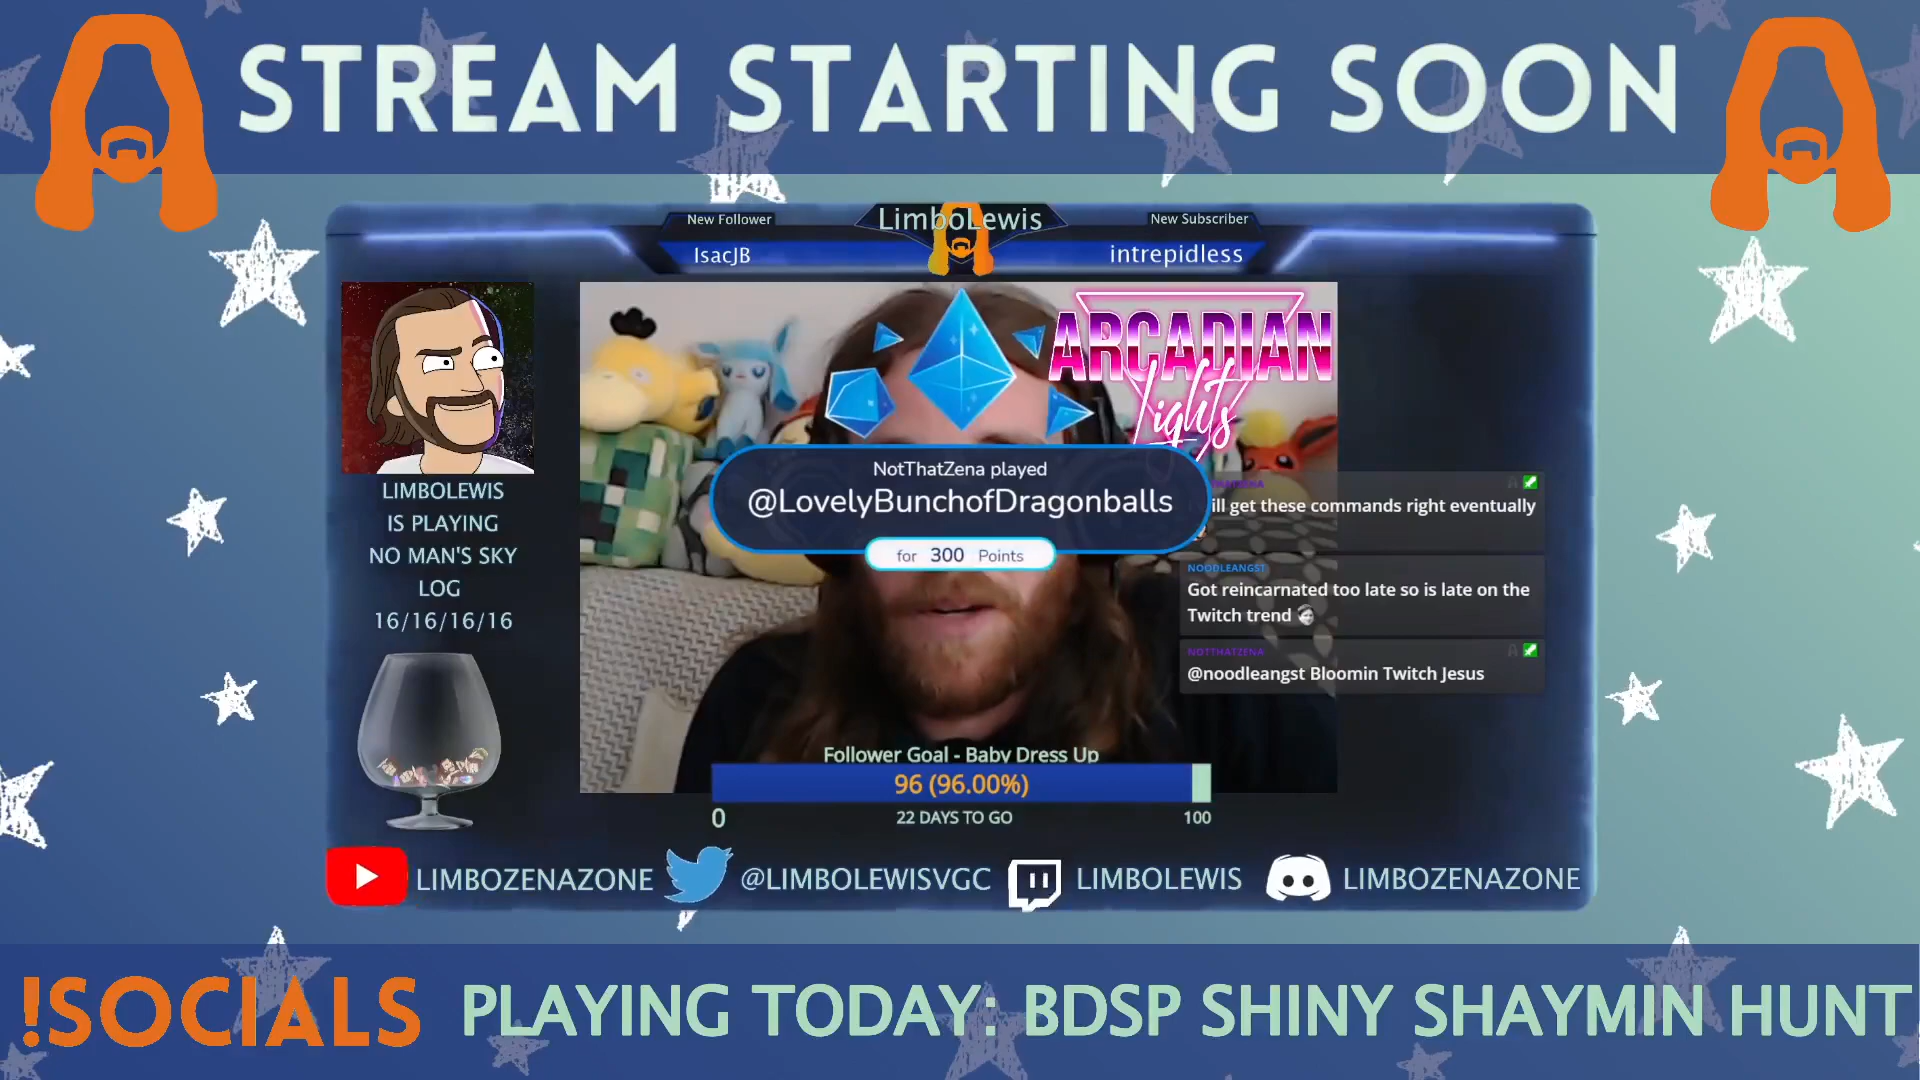 STREAM STARTING SOON
New Follower
LimboLewis
New Subscriber
IsacJB
intrepidless
ARCADIAN
Lights
NotThatZena played
@LovelyBunchofDragonballs
for 300 Points
LIMBOLEWIS
IS PLAYING
NO MAN'S SKY
LOG
16/16/16/16
ill get these commands right eventually
NOODLEANGST
Got reincarnated too late so is late on the
Twitch trend
NOTTHATZENA
@noodleangst Bloomin Twitch Jesus
Follower Goal - Baby Dress Up
96 (96.00%)
0
22 DAYS TO GO
100
LIMBOZENAZONE
@LIMBOLEWISVGC
LIMBOLEWIS
LIMBOZENAZONE
!SOCIALS
PLAYING TODAY: BDSP SHINY SHAYMIN HUNT